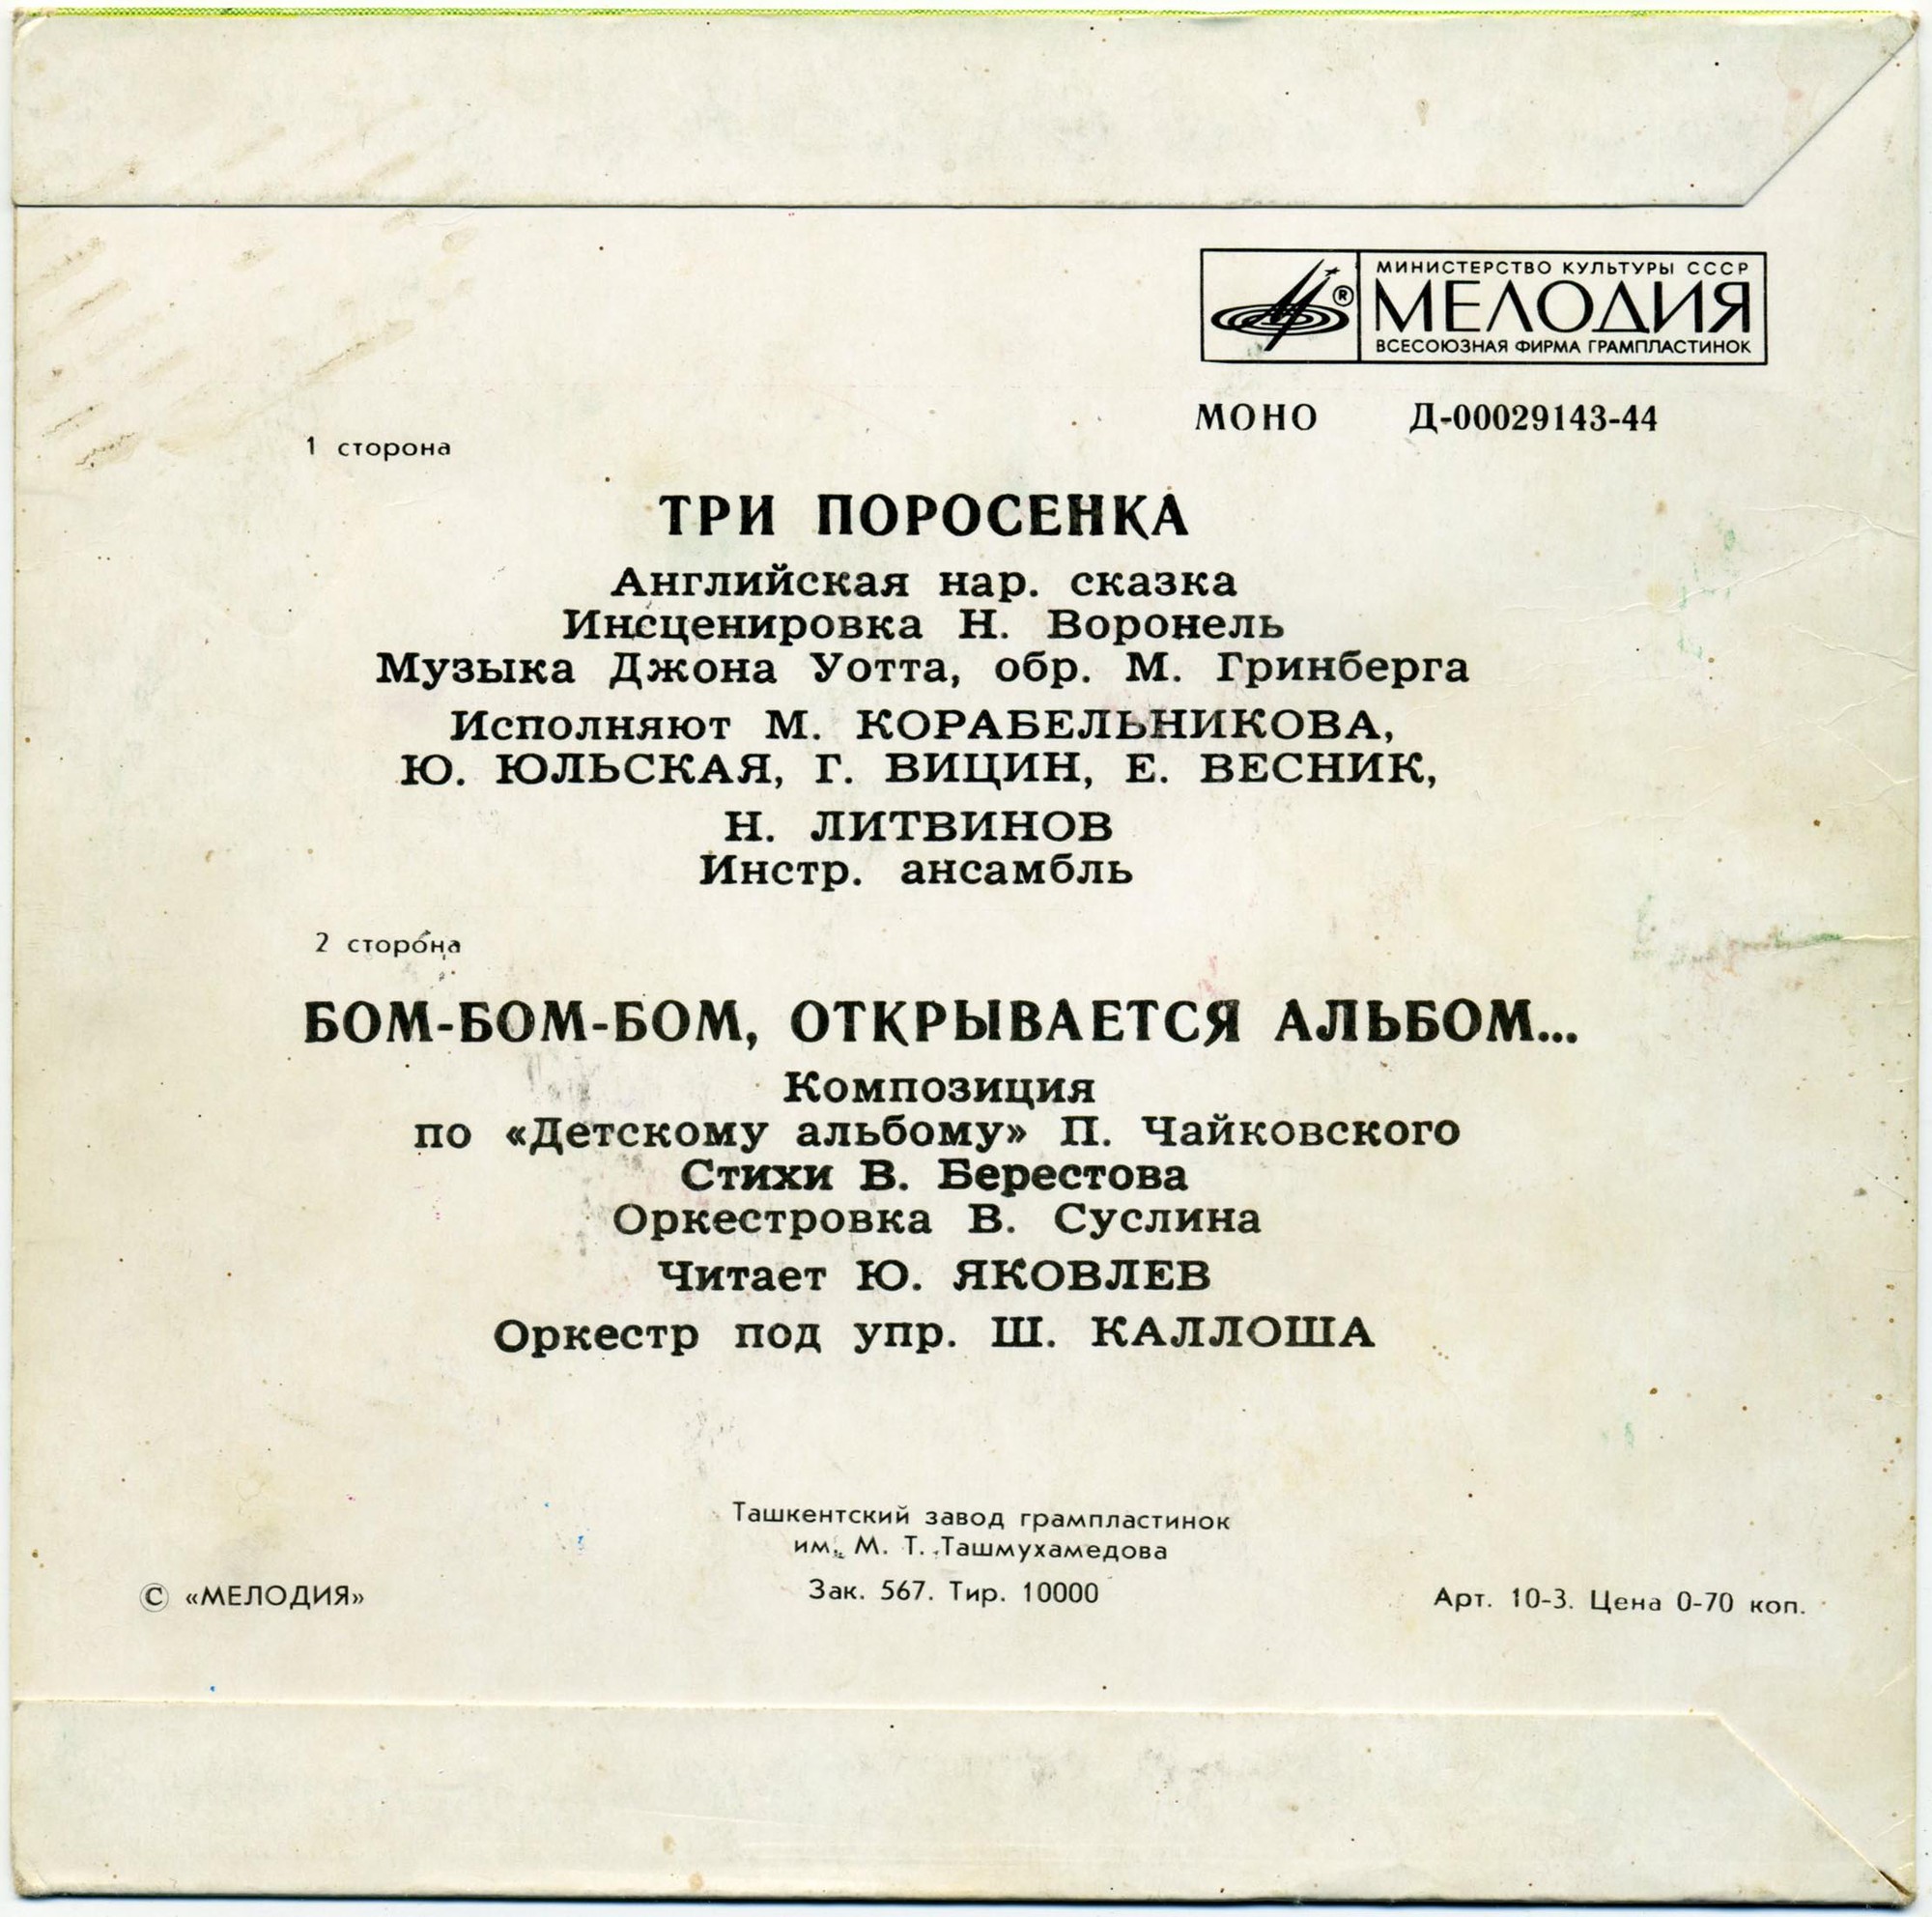 МИНИСТЕРСТВО КУЛЬТУРЫ СССР
МЕЛОДИЯ
®
ВСЕСОЮЗНАЯ ФИРМА ГРАМПЛАСТИНОК
МОНО Д-00029143-44
1 сторона
ТРИ ПОРОСЕНКА
Английская нар. сказка
Инсценировка Н. Воронель
Музыка Джона Уотта, обр. М. Гринберга
Исполняют М. КОРАБЕЛЬНИКОВА,
Ю. ЮЛЬСКАЯ, Г. ВИЦИН, Е. ВЕСНИК,
Н. ЛИТВИНОВ
Инстр. ансамбль
2 сторона
БОМ-БОМ-БОМ, ОТКРЫВАЕТСЯ АЛЬБОМ...
Композиция
по «Детскому альбому» П. Чайковского
Стихи В. Берестова
Оркестровка В. Суслина
Читает Ю. ЯКОВЛЕВ
Оркестр под упр. Ш. КАЛЛОША
Ташкентский завод грампластинок
им. М. Т. Ташмухамедова
Зак. 567. Тир. 10000
© «МЕЛОДИЯ»
Арт. 10-3. Цена 0-70 коп.